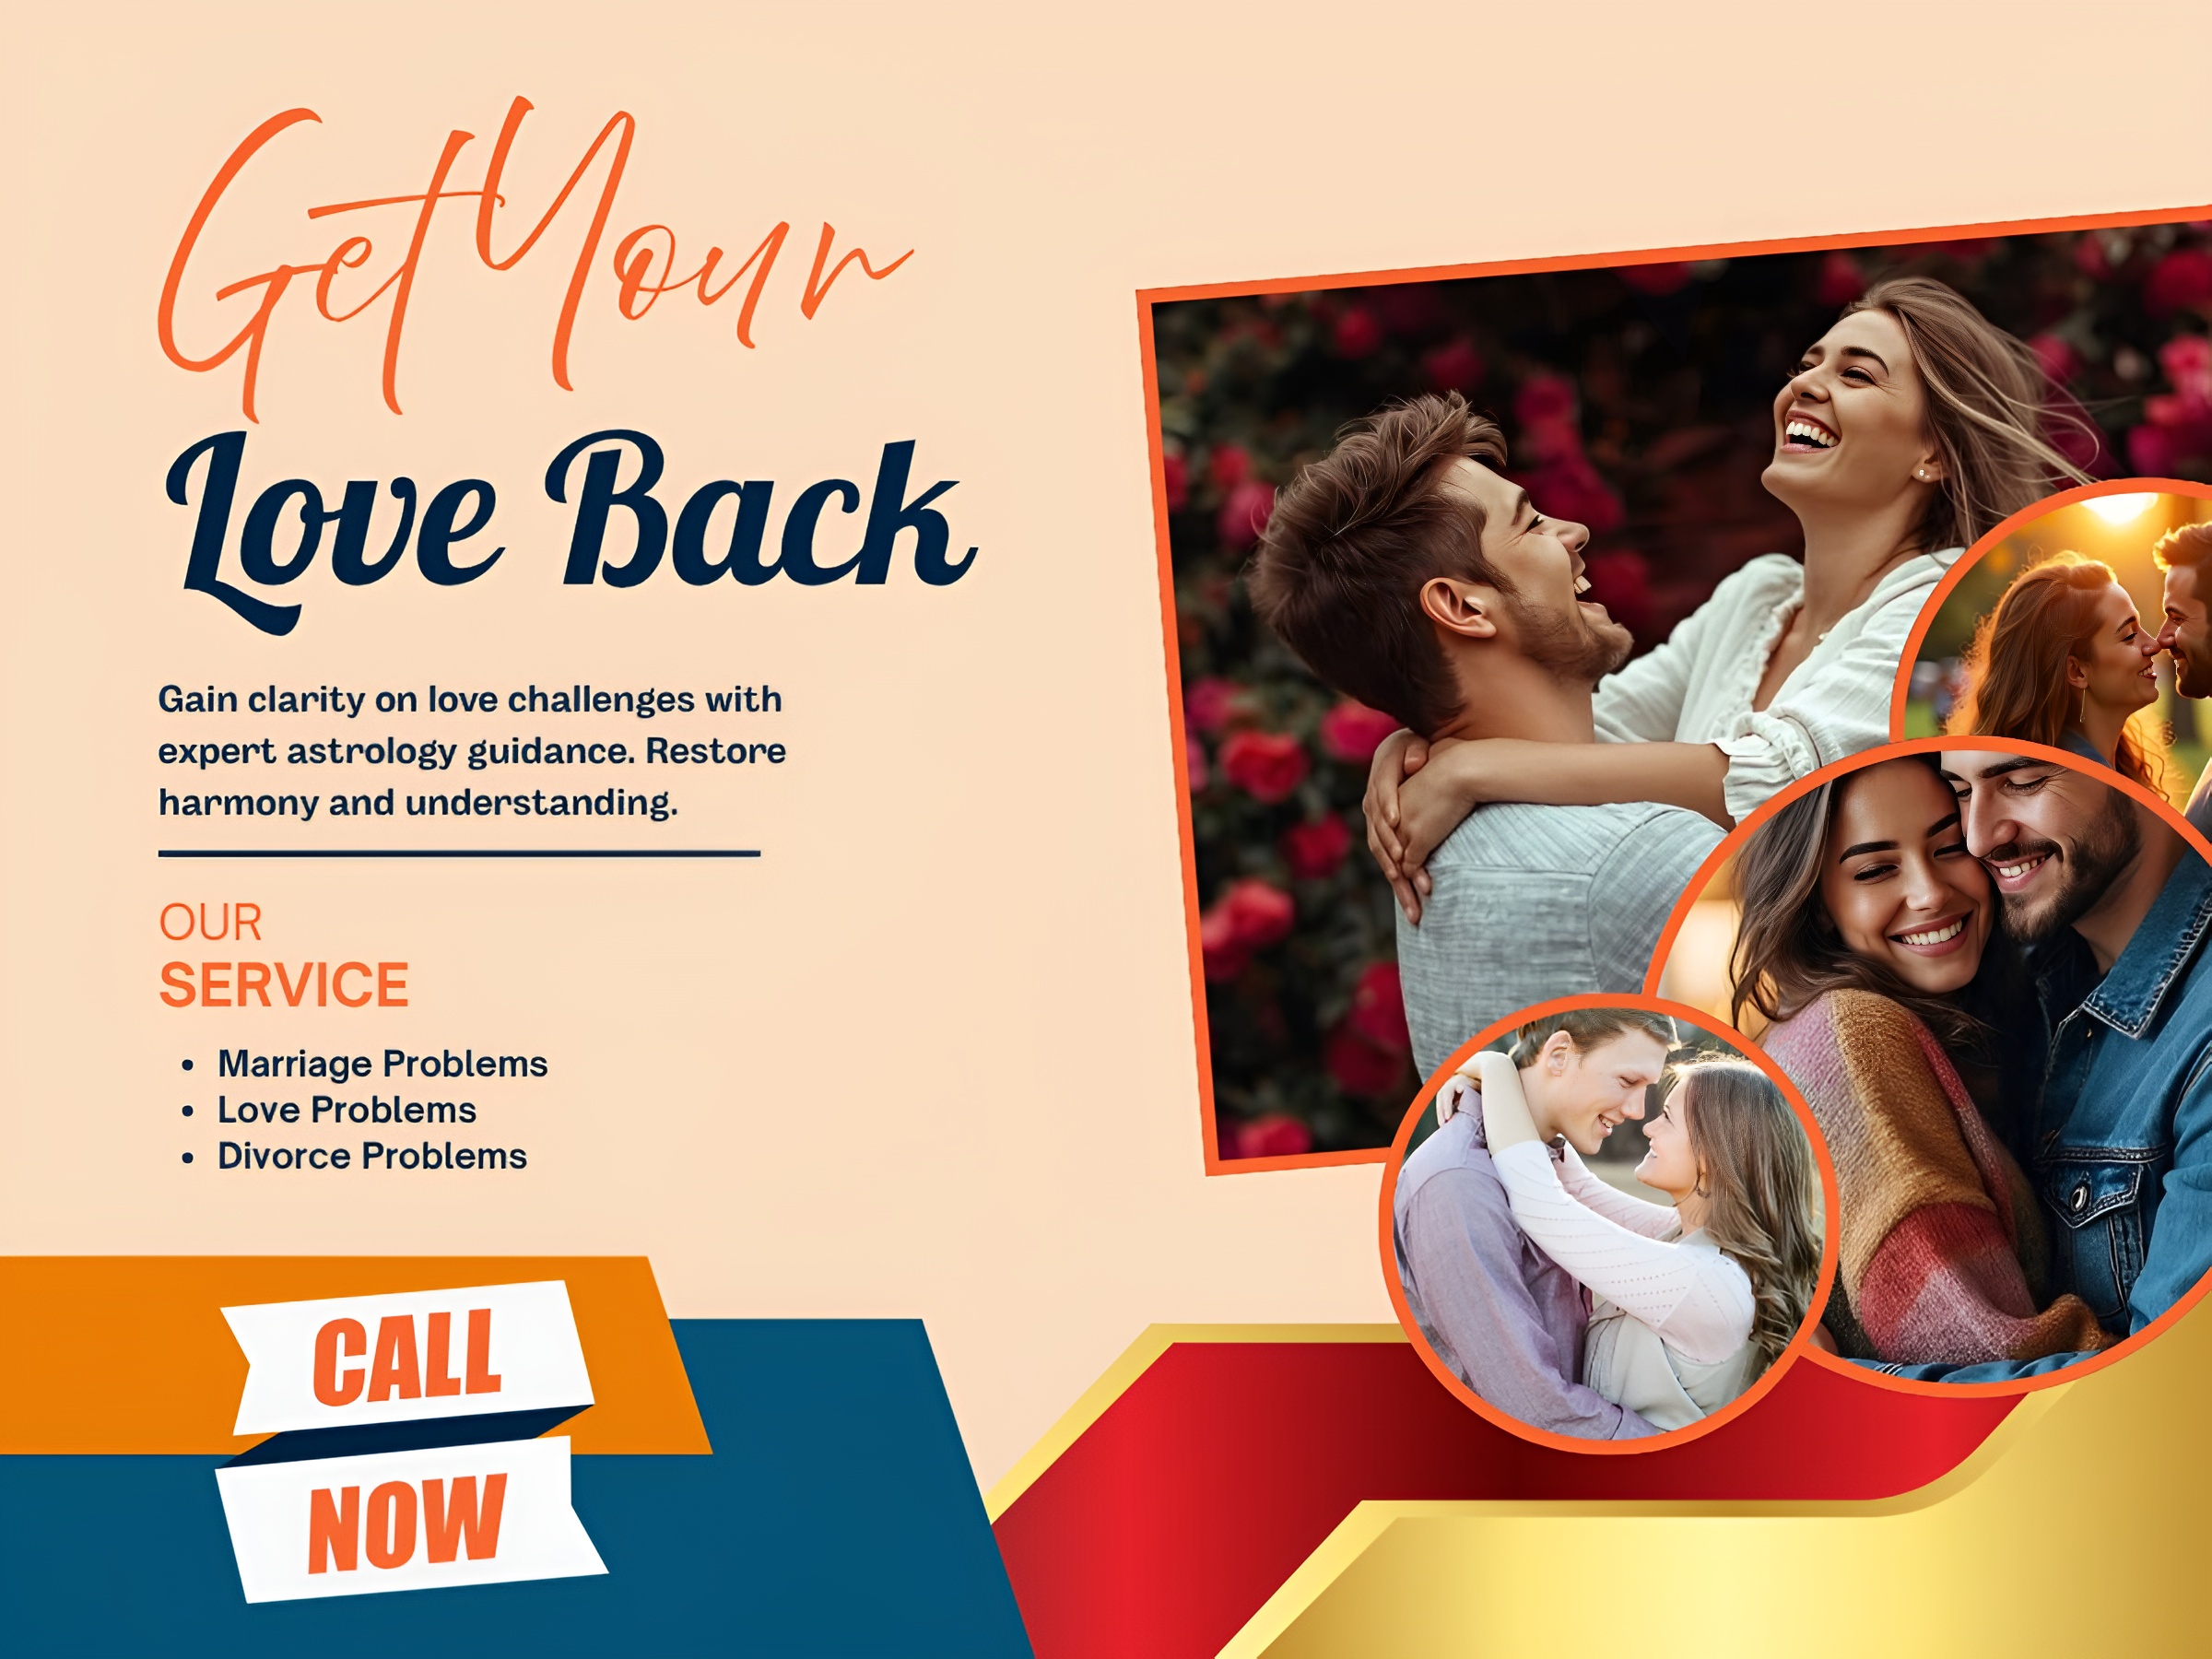 Get Your
Love Back
Gain clarity on love challenges with
expert astrology guidance. Restore
harmony and understanding.
OUR
SERVICE
• Marriage Problems
• Love Problems
• Divorce Problems
CALL
NOW